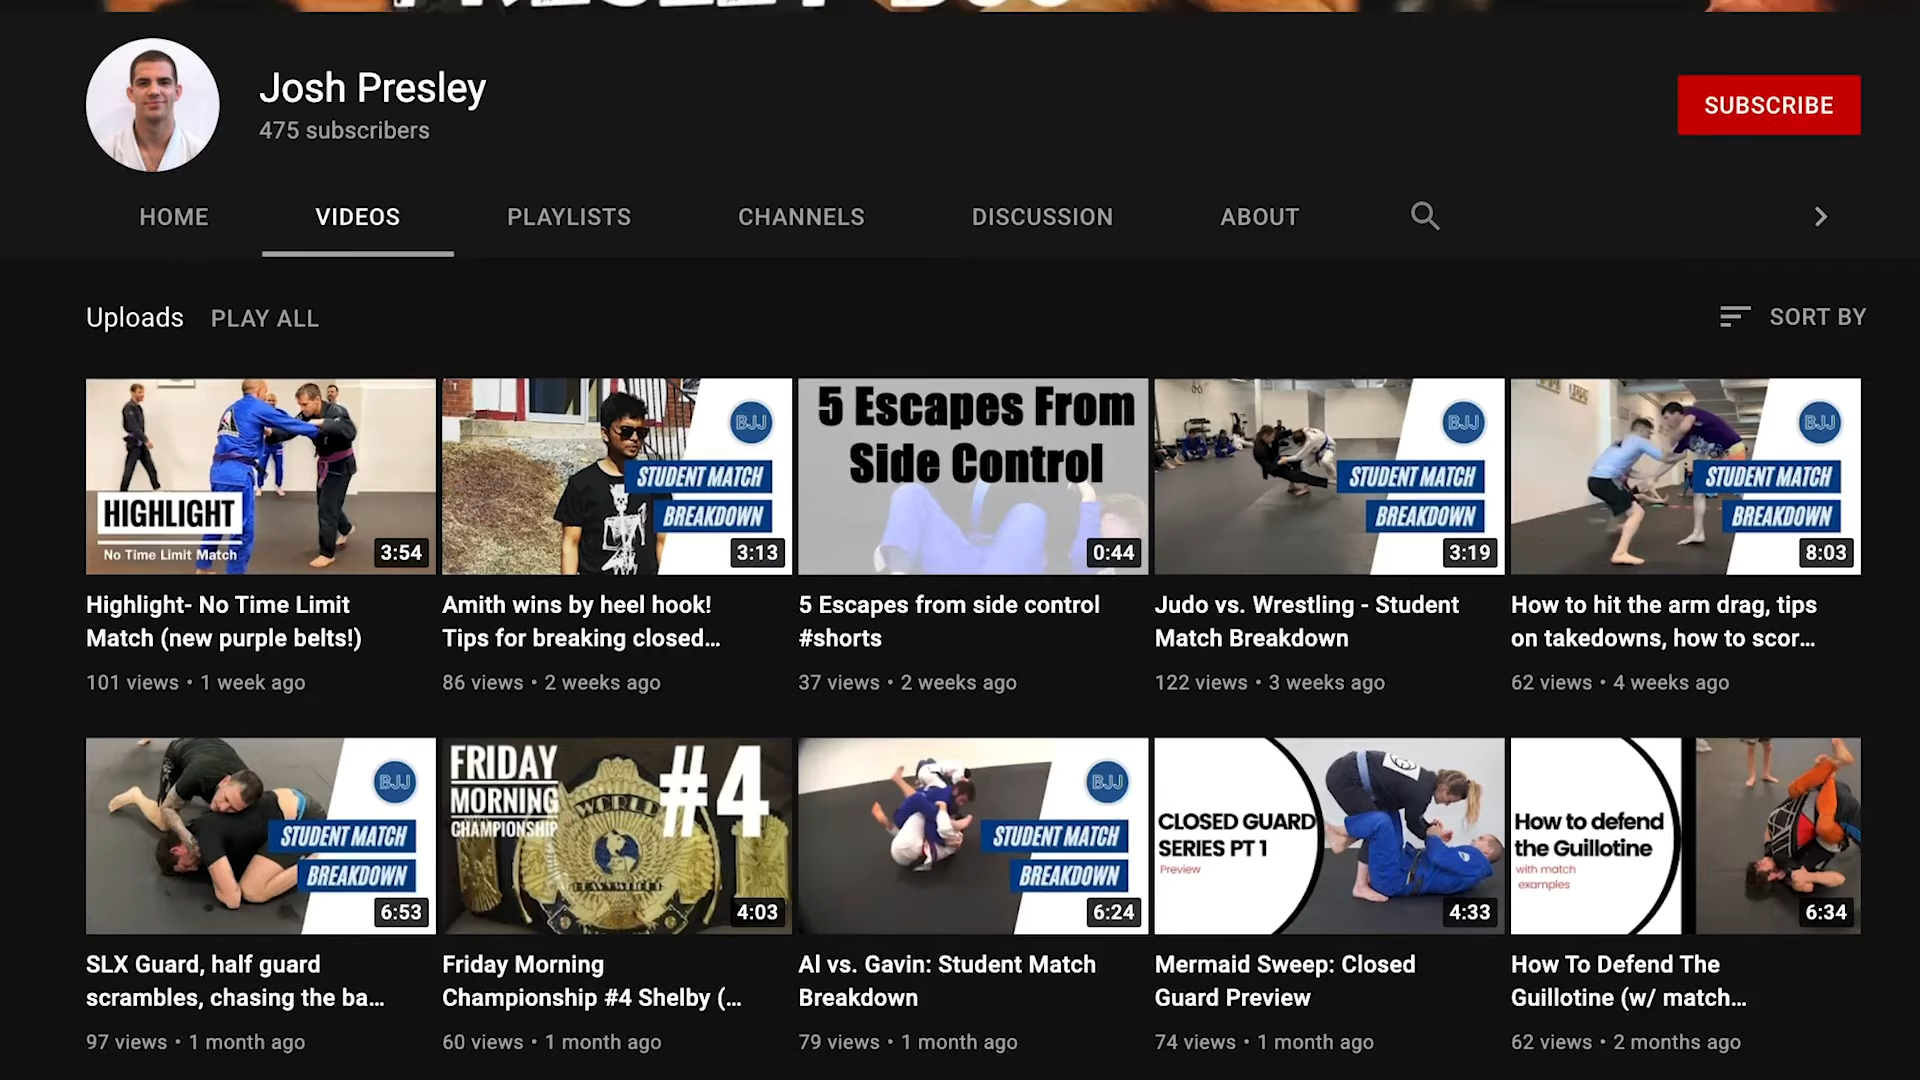 PRESLEY BJJ
Josh Presley
475 subscribers
SUBSCRIBE
HOME
VIDEOS
PLAYLISTS
CHANNELS
DISCUSSION
ABOUT
Uploads
PLAY ALL
SORT BY
HIGHLIGHT
No Time Limit Match
3:54
BJJ
STUDENT MATCH
BREAKDOWN
3:13
5 Escapes From
Side Control
0:44
BJJ
STUDENT MATCH
BREAKDOWN
3:19
BJJ
STUDENT MATCH
BREAKDOWN
8:03
Highlight- No Time Limit
Match (new purple belts!)
101 views • 1 week ago
Amith wins by heel hook!
Tips for breaking closed...
86 views • 2 weeks ago
5 Escapes from side control
#shorts
37 views • 2 weeks ago
Judo vs. Wrestling - Student
Match Breakdown
122 views • 3 weeks ago
How to hit the arm drag, tips
on takedowns, how to scor...
62 views • 4 weeks ago
BJJ
STUDENT MATCH
BREAKDOWN
6:53
FRIDAY
MORNING
CHAMPIONSHIP
#4
WORLD
HEAVYWEIGHT
4:03
BJJ
STUDENT MATCH
BREAKDOWN
6:24
CLOSED GUARD
SERIES PT 1
Preview
4:33
How to defend
the Guillotine
with match
examples
6:34
SLX Guard, half guard
scrambles, chasing the ba...
97 views • 1 month ago
Friday Morning
Championship #4 Shelby (...
60 views • 1 month ago
Al vs. Gavin: Student Match
Breakdown
79 views • 1 month ago
Mermaid Sweep: Closed
Guard Preview
74 views • 1 month ago
How To Defend The
Guillotine (w/ match...
62 views • 2 months ago